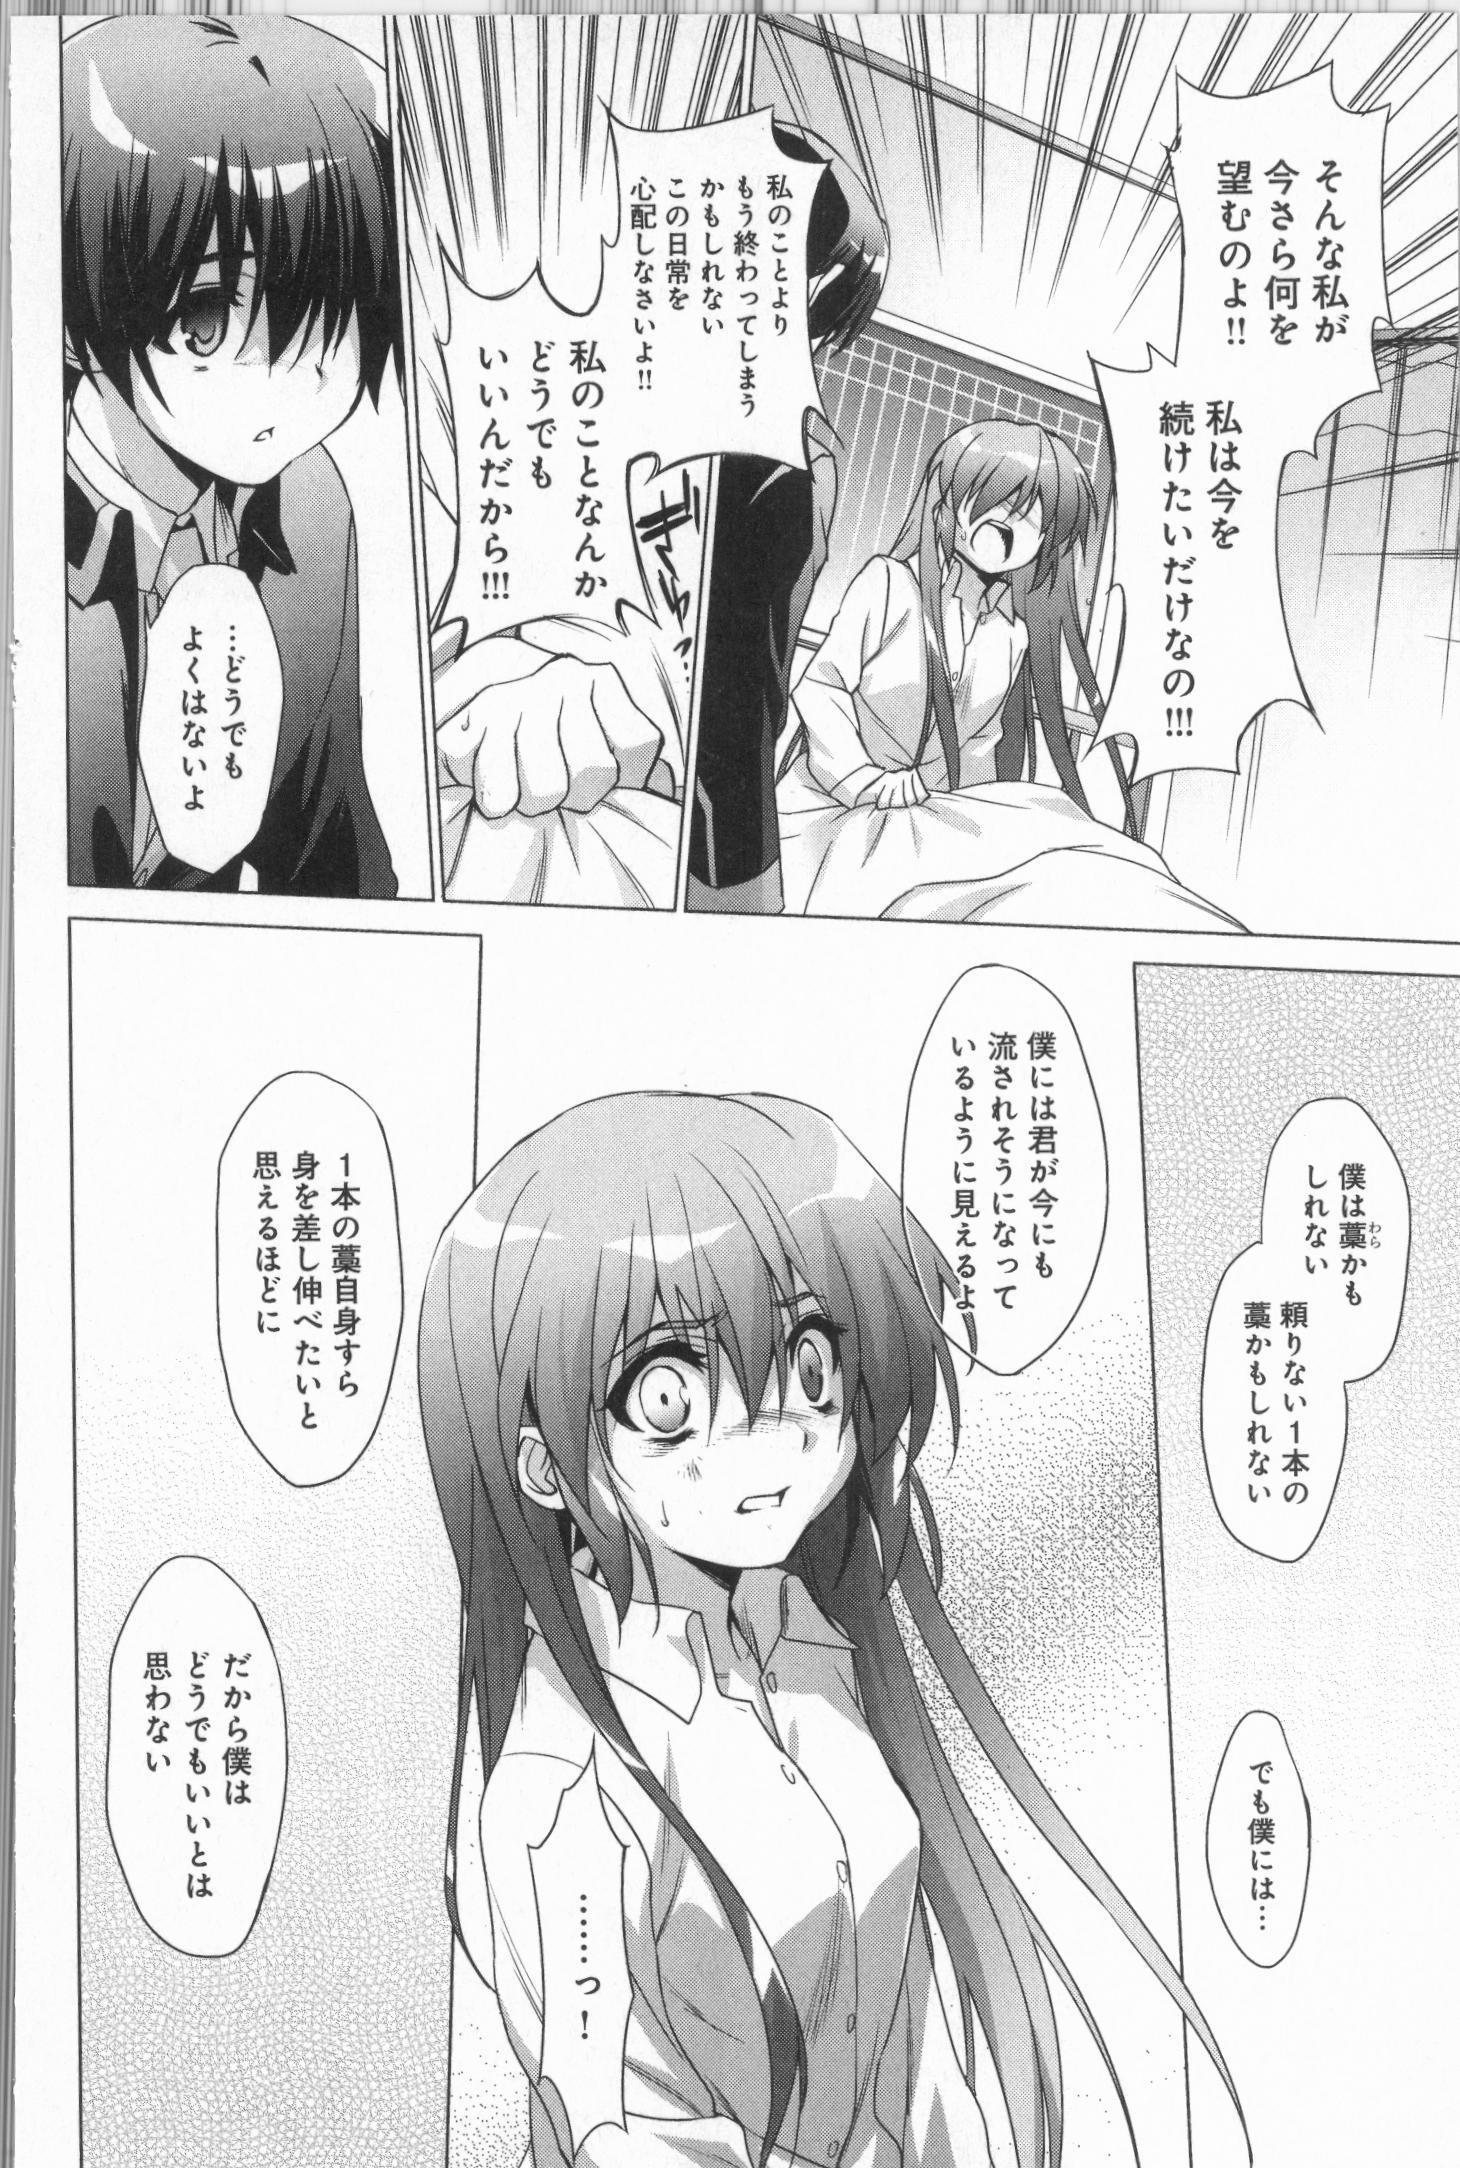 そんな私が
今さら何を
望むのよ!!
私は今を
続けたいだけなの!!!
私のことより
もう終わってしまう
かもしれない
この日常を
心配しなさいよ!!
私のことなんか
どうでも
いいんだから!!!
ぎゅっ…
…どうでも
よくはないよ
僕は藁かも
わら
しれない
頼りない1本の
藁かもしれない
でも僕には…
僕には君が今にも
流されそうになって
いるように見えるよ
……っ!
1本の藁自身すら
身を差し伸べたいと
思えるほどに
だから僕は
どうでもいいとは
思わない